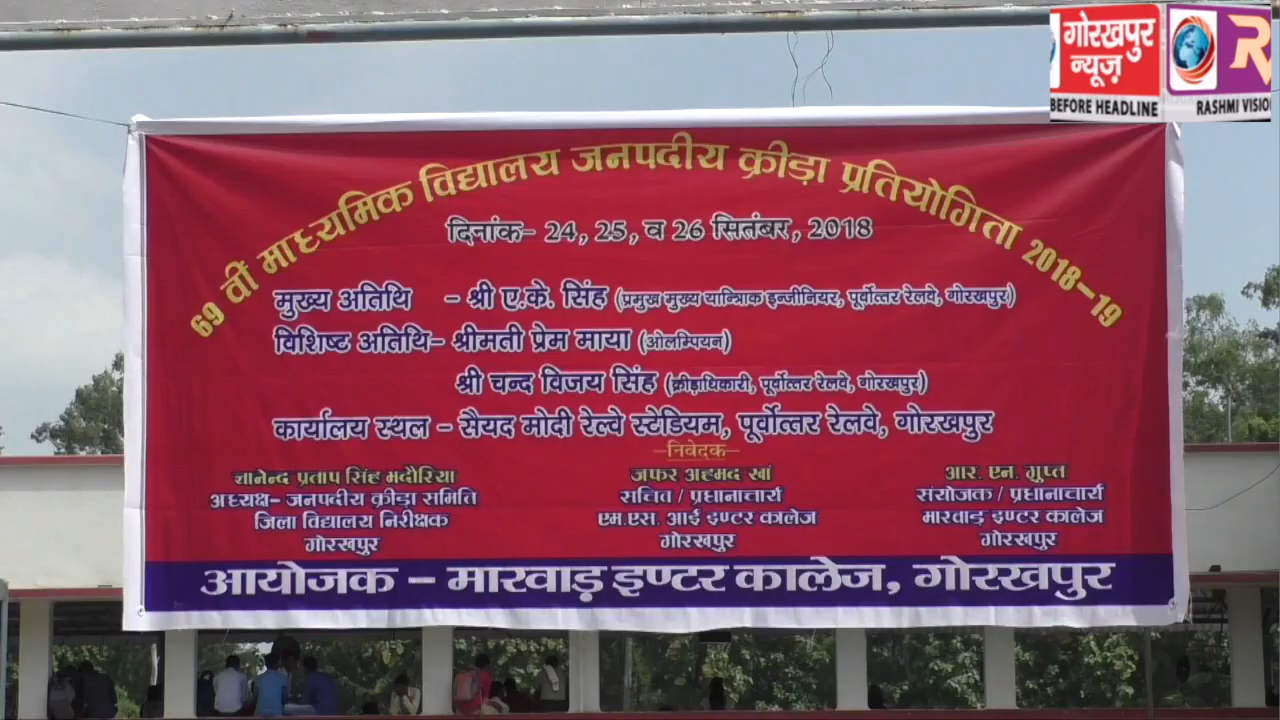 गोरखपुर
न्यूज़
BEFORE HEADLINE
R
RASHMI VISIO
69 वीं माध्यमिक विद्यालय जनपदीय क्रीड़ा प्रतियोगिता 2018-19
दिनांक- 24, 25, व 26 सितंबर, 2018
मुख्य अतिथि - श्री ए.के. सिंह (प्रमुख मुख्य यान्त्रिक इन्जीनियर, पूर्वोत्तर रेलवे, गोरखपुर)
विशिष्ट अतिथि- श्रीमती प्रेम माया (ओलम्पियन)
श्री चन्द विजय सिंह (क्रीड़ाधिकारी, पूर्वोत्तर रेलवे, गोरखपुर)
कार्यालय स्थल - सैयद मोदी रेल्वे स्टेडियम, पूर्वोत्तर रेलवे, गोरखपुर
-निवेदक-
ज्ञानेन्द प्रताप सिंह भदौरिया जफर अहमद खां आर. एन. गुप्त
अध्यक्ष- जनपदीय क्रीड़ा समिति सचित / प्रधानाचार्य संयोजक / प्रधानाचार्य
जिला विद्यालय निरीक्षक एम.एस. आई इण्टर कालेज मारवाड़ इण्टर कालेज
गोरखपुर गोरखपुर गोरखपुर
आयोजक - मारवाड़ इण्टर कालेज, गोरखपुर